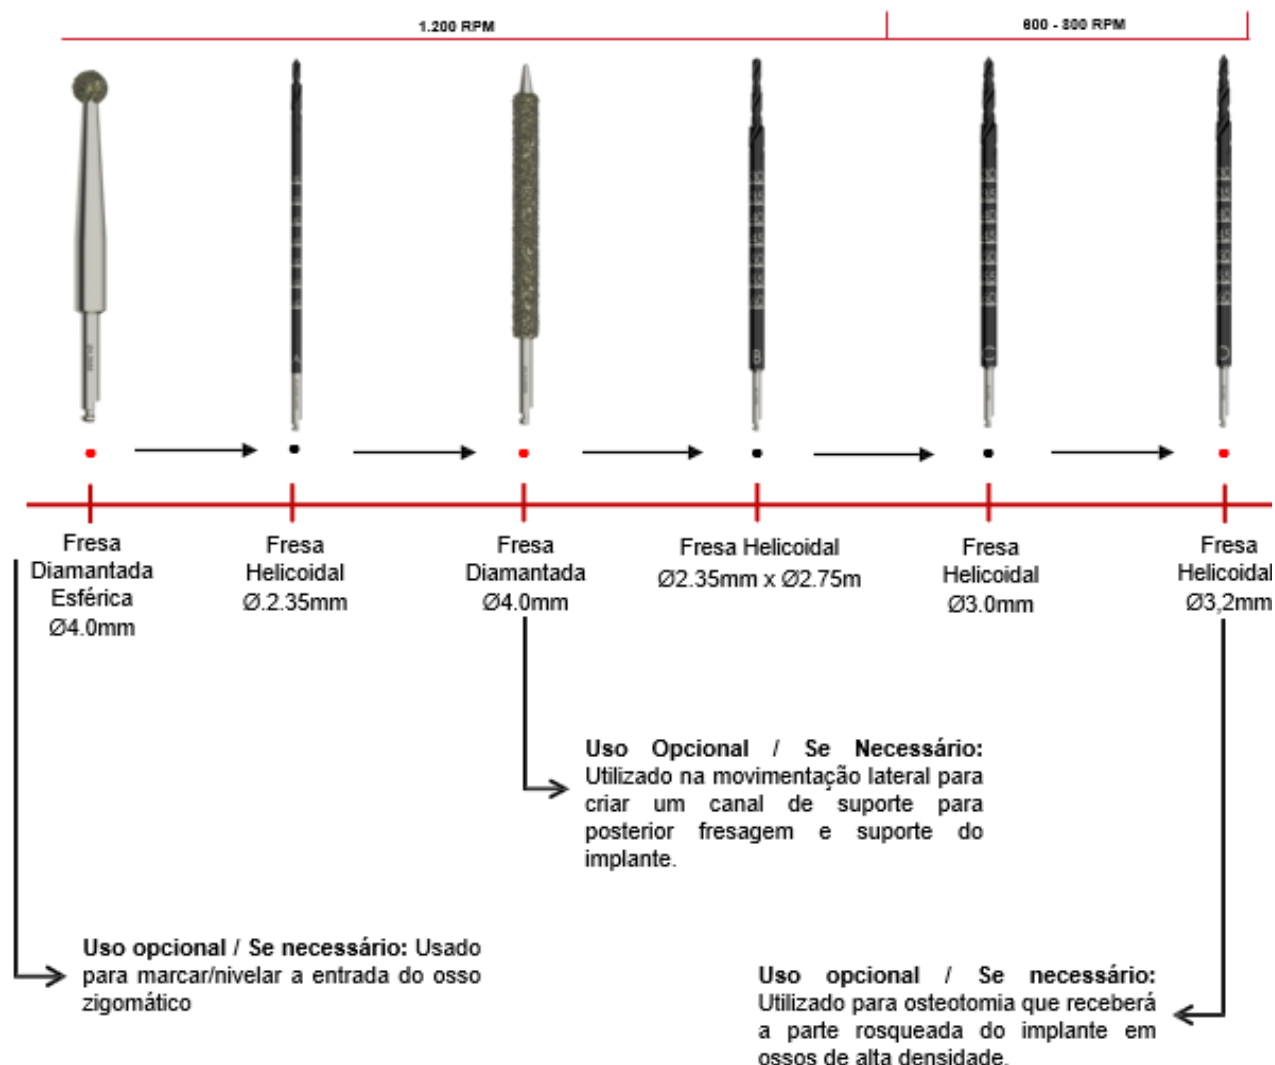 1.200 RPM
600 - 800 RPM
A
B
C
Fresa
Diamantada
Esférica
Ø4.0mm
Fresa
Helicoidal
Ø.2.35mm
Fresa
Diamantada
Ø4.0mm
Fresa Helicoidal
Ø2.35mm x Ø2.75m
Fresa
Helicoidal
Ø3.0mm
Fresa
Helicoidal
Ø3,2mm
Uso Opcional / Se Necessário:
Utilizado na movimentação lateral para
criar um canal de suporte para
posterior fresagem e suporte do
implante.
Uso opcional / Se necessário: Usado
para marcar/nivelar a entrada do osso
zigomático
Uso opcional / Se necessário:
Utilizado para osteotomia que receberá
a parte rosqueada do implante em
ossos de alta densidade.